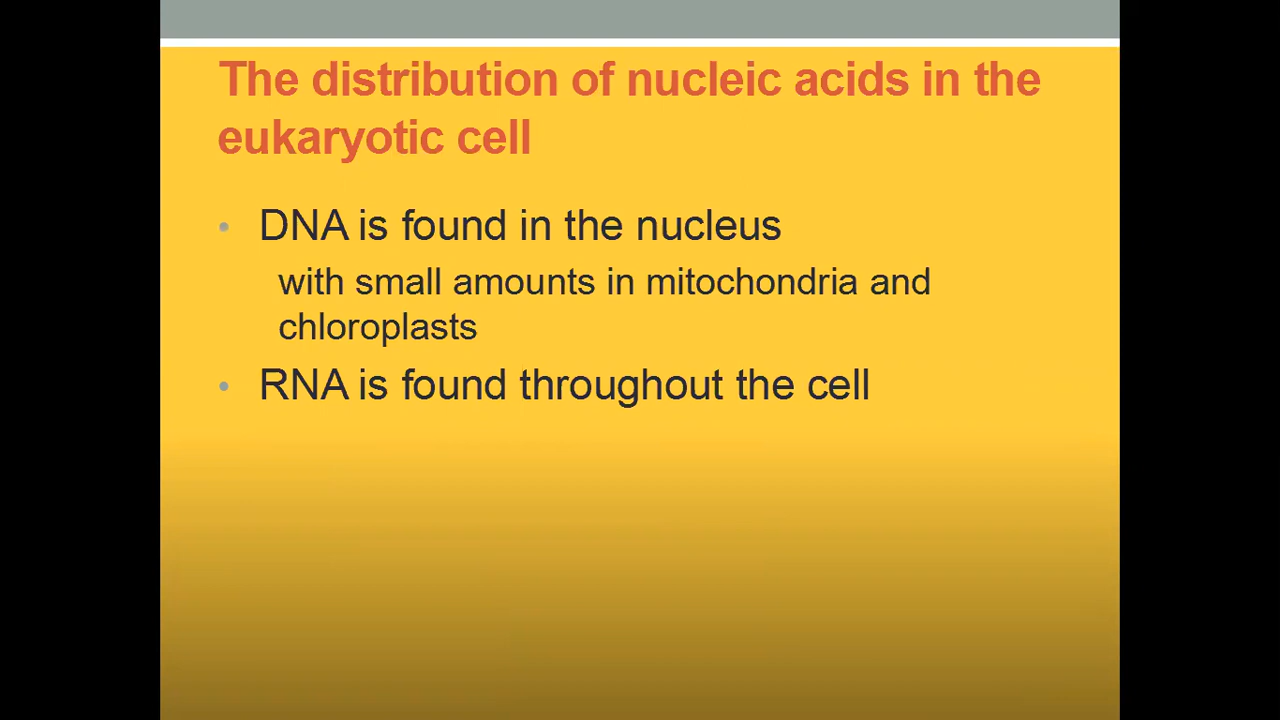 The distribution of nucleic acids in the
eukaryotic cell
• DNA is found in the nucleus
with small amounts in mitochondria and
chloroplasts
• RNA is found throughout the cell